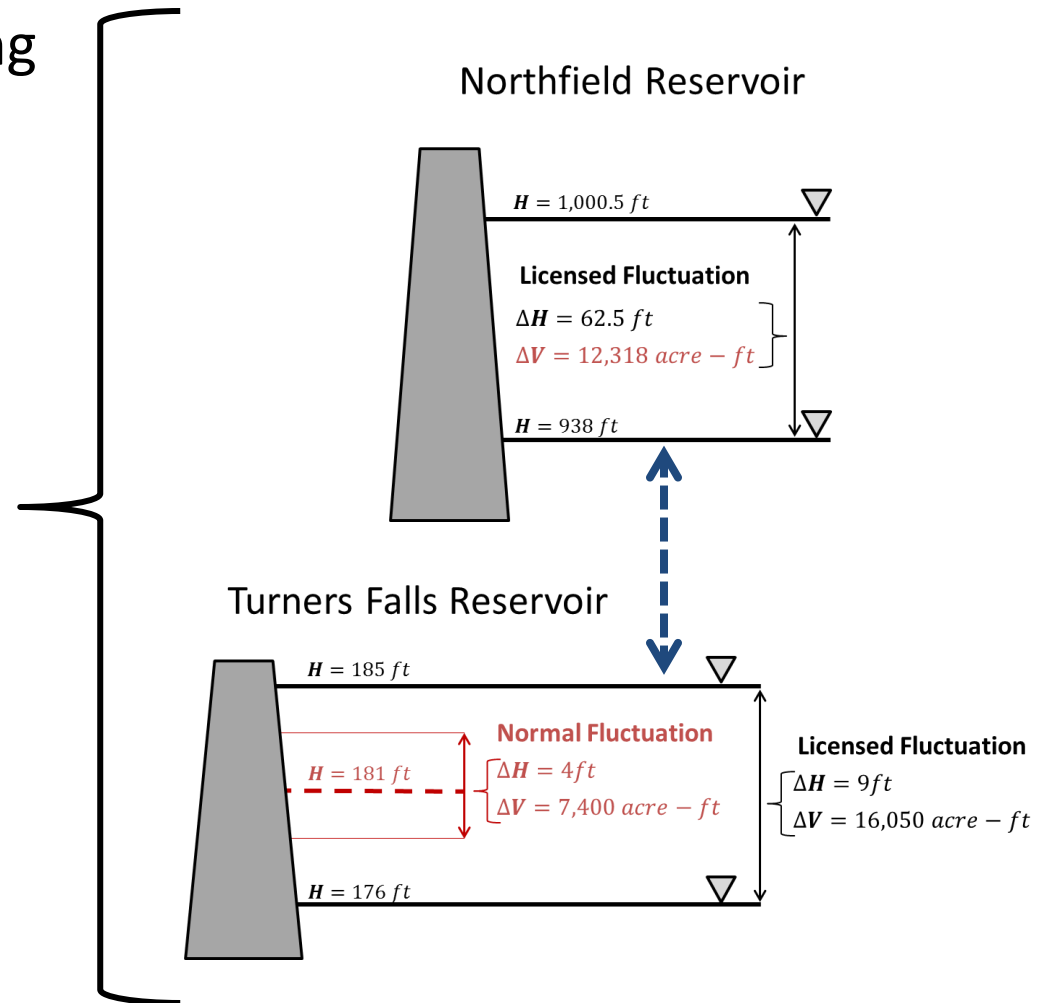 ng
Northfield Reservoir
H = 1,000.5 ft
Licensed Fluctuation
ΔH = 62.5 ft
ΔV = 12,318 acre − ft
H = 938 ft
Turners Falls Reservoir
H = 185 ft
Normal Fluctuation
ΔH = 4ft
ΔV = 7,400 acre − ft
H = 181 ft
Licensed Fluctuation
ΔH = 9ft
ΔV = 16,050 acre − ft
H = 176 ft